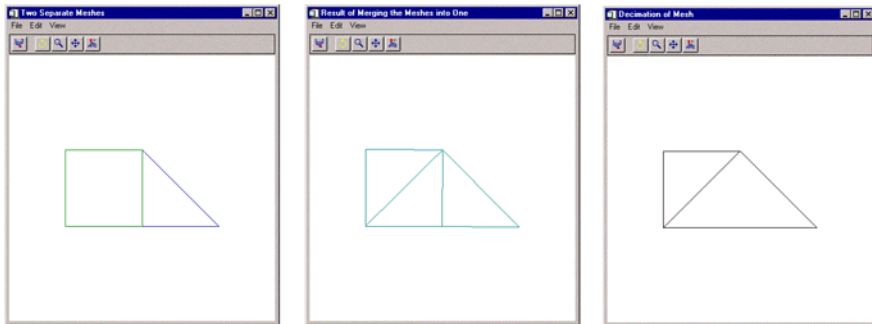 Two Separate Meshes
File Edit View
Result of Merging the Meshes into One
File Edit View
Decimation of Mesh
File Edit View